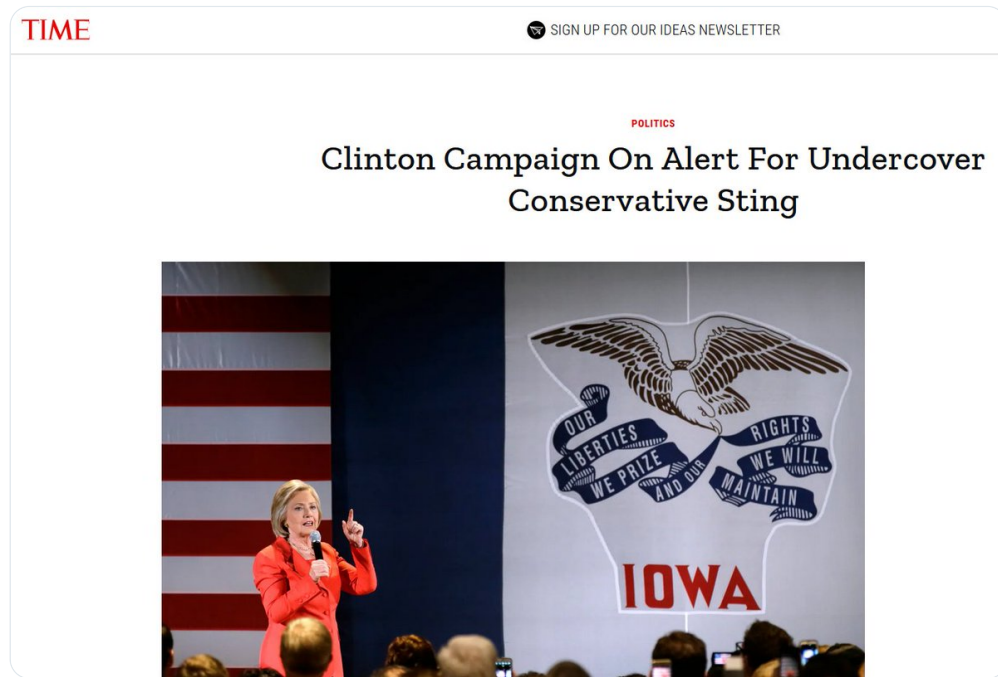 TIME
SIGN UP FOR OUR IDEAS NEWSLETTER
POLITICS
Clinton Campaign On Alert For Undercover
Conservative Sting
OUR
LIBERTIES
WE PRIZE
AND OUR
RIGHTS
WE WILL
MAINTAIN
IOWA